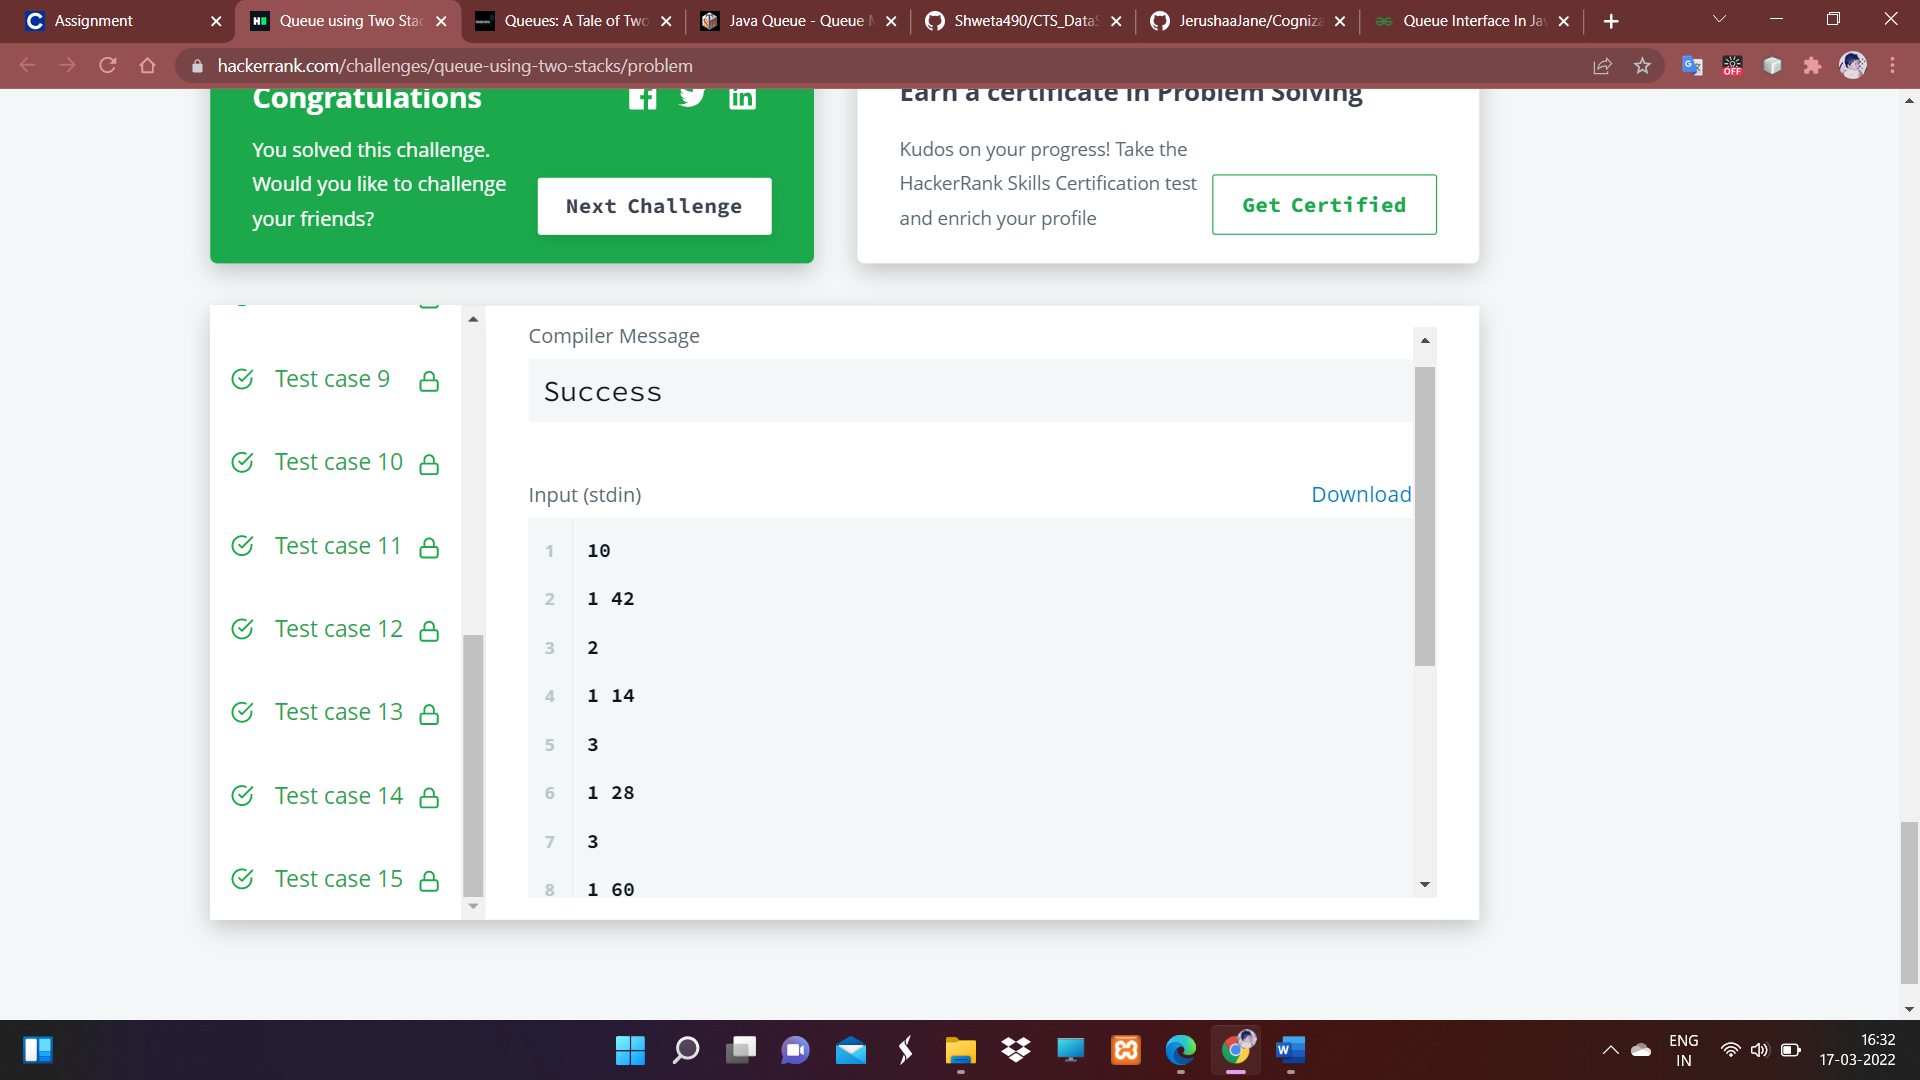 Assignment
Queue using Two Stac
Queues: A Tale of Two
Java Queue - Queue M
Shweta490/CTS_DataS
JerushaaJane/Cogniza
Queue Interface In Jav
hackerrank.com/challenges/queue-using-two-stacks/problem
OFF
Congratulations
You solved this challenge.
Would you like to challenge
your friends?
Next Challenge
Earn a certificate in Problem Solving
Kudos on your progress! Take the
HackerRank Skills Certification test
and enrich your profile
Get Certified
Test case 9
Test case 10
Test case 11
Test case 12
Test case 13
Test case 14
Test case 15
Compiler Message
Success
Input (stdin)
Download
1 10
2 1 42
3 2
4 1 14
5 3
6 1 28
7 3
8 1 60
ENG
IN
16:32
17-03-2022